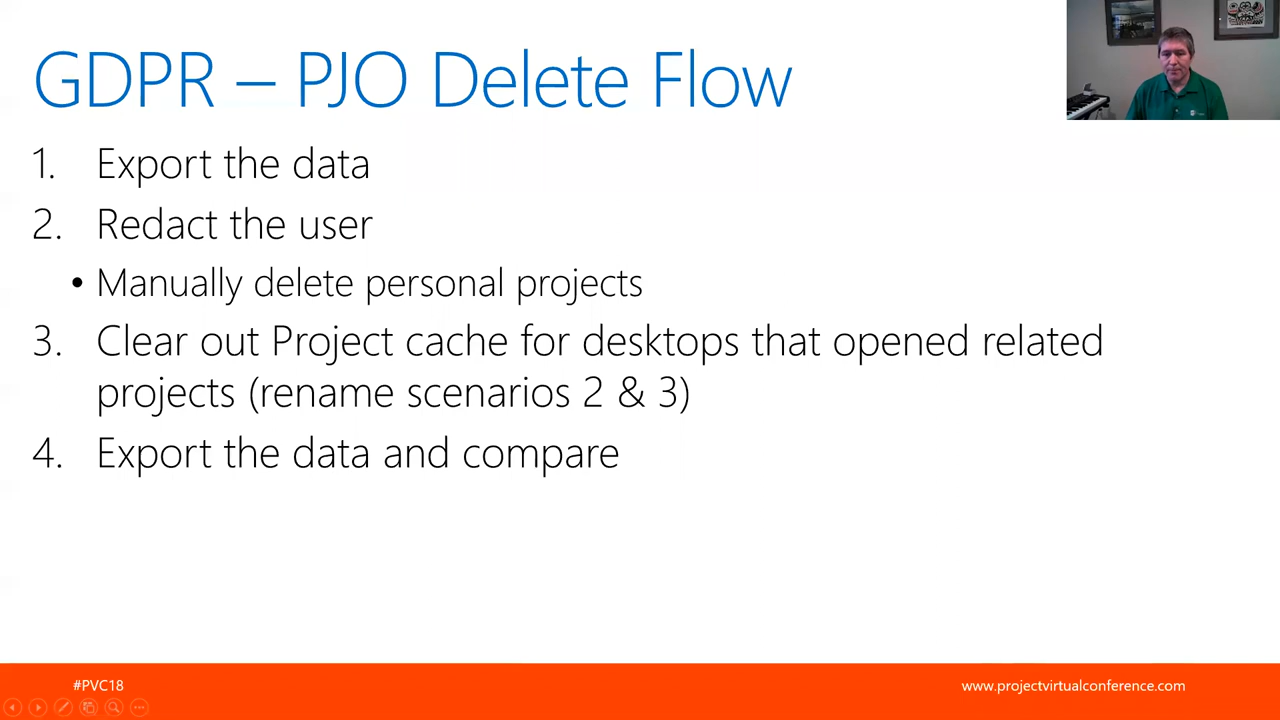 GDPR – PJO Delete Flow
1. Export the data
2. Redact the user
• Manually delete personal projects
3. Clear out Project cache for desktops that opened related
projects (rename scenarios 2 & 3)
4. Export the data and compare
#PVC18
www.projectvirtualconference.com